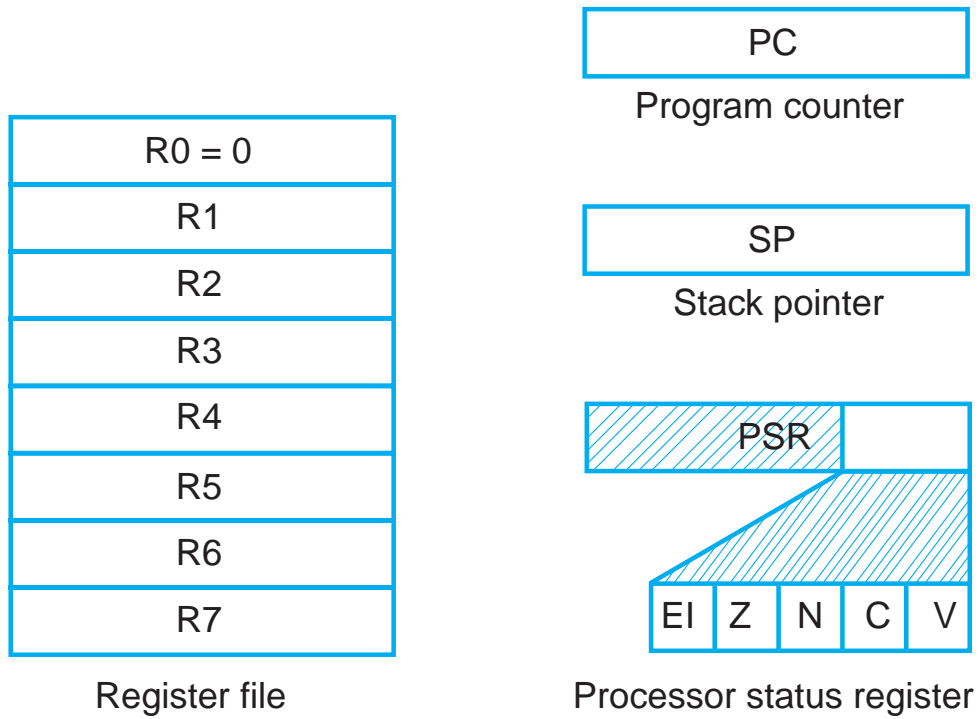 R0 = 0
R1
R2
R3
R4
R5
R6
R7
Register file
PC
Program counter
SP
Stack pointer
PSR
EI Z N C V
Processor status register